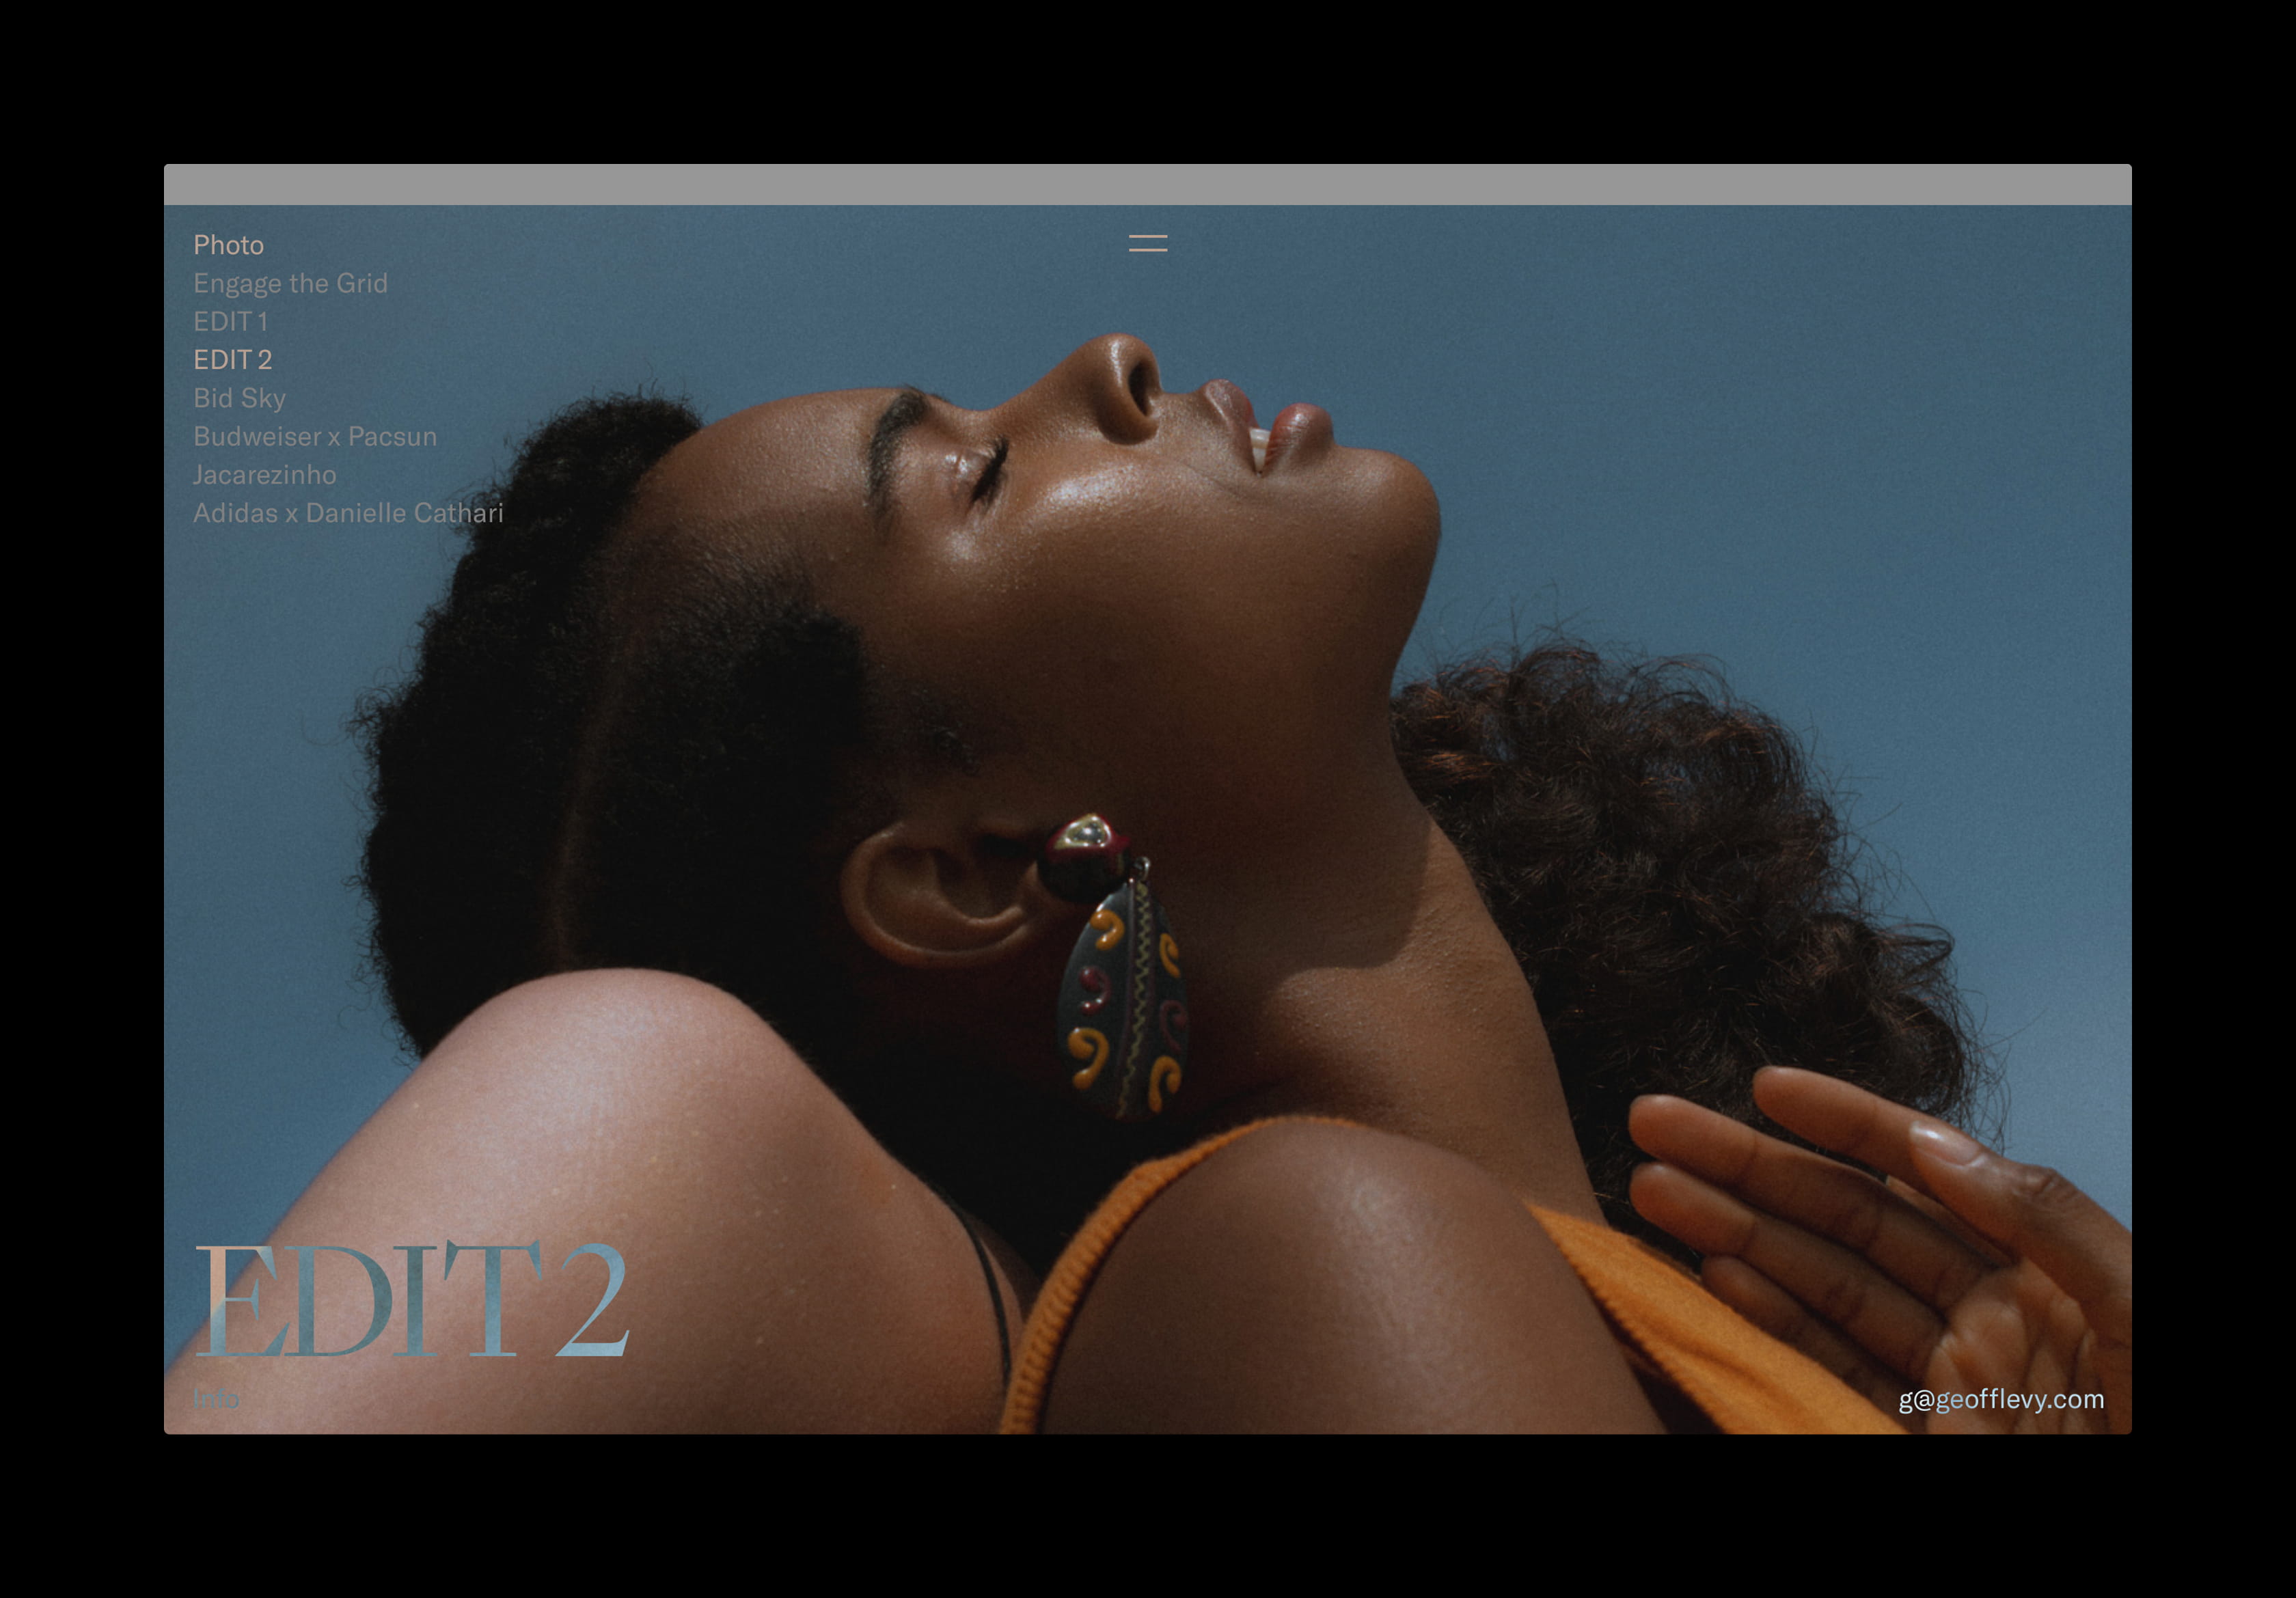 Photo
Engage the Grid
EDIT 1
EDIT 2
Bid Sky
Budweiser x Pacsun
Jacarezinho
Adidas x Danielle Cathari
EDIT 2
Info
g@geofflevy.com